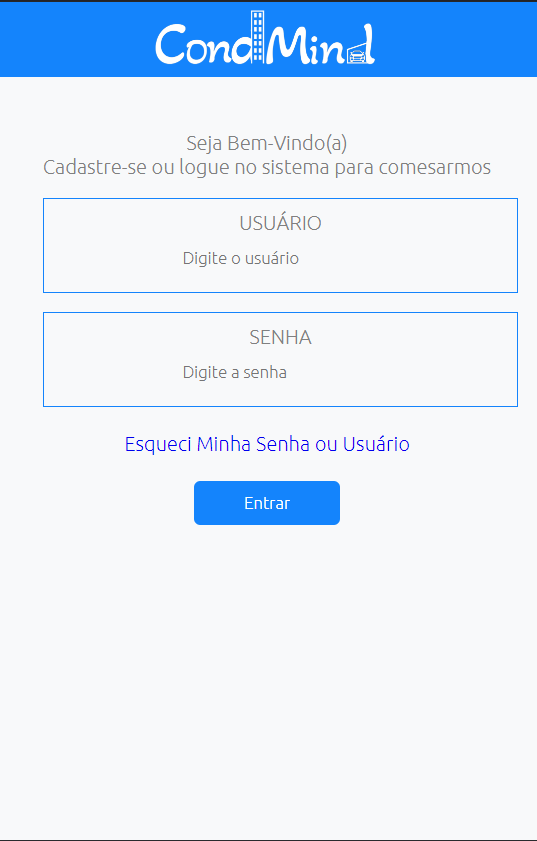 CondMind
Seja Bem-Vindo(a)
Cadastre-se ou logue no sistema para comesarmos
USUÁRIO
Digite o usuário
SENHA
Digite a senha
Esqueci Minha Senha ou Usuário
Entrar